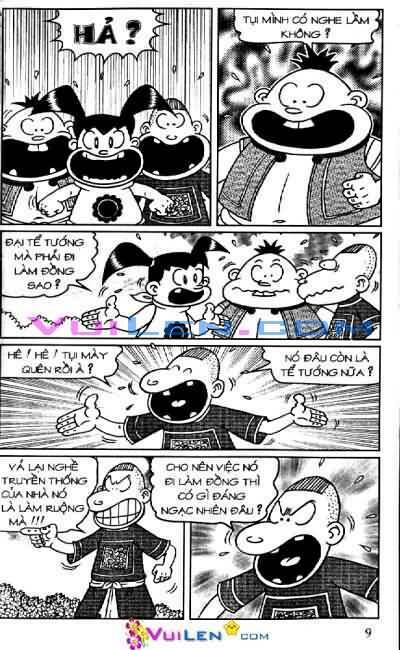 HẢ ?
TỤI MÌNH CÓ NGHE LẦM
KHÔNG ?
ĐẠI TỂ TƯỚNG
MÀ PHẢI ĐI
LÀM ĐỒNG
SAO ?
VUILEN.COM
HÊ ! HÊ ! TỤI MÀY
QUÊN RỒI À ?
NÓ ĐÂU CÒN LÀ
TỂ TƯỚNG NỮA ?
VẢ LẠI NGHỀ
TRUYỀN THỐNG
CỦA NHÀ NÓ
LÀ LÀM RUỘNG
MÀ !!!
CHO NÊN VIỆC NÓ
ĐI LÀM ĐỒNG THÌ
CÓ GÌ ĐÁNG
NGẠC NHIÊN ĐÂU ?
9
VUILEN.COM